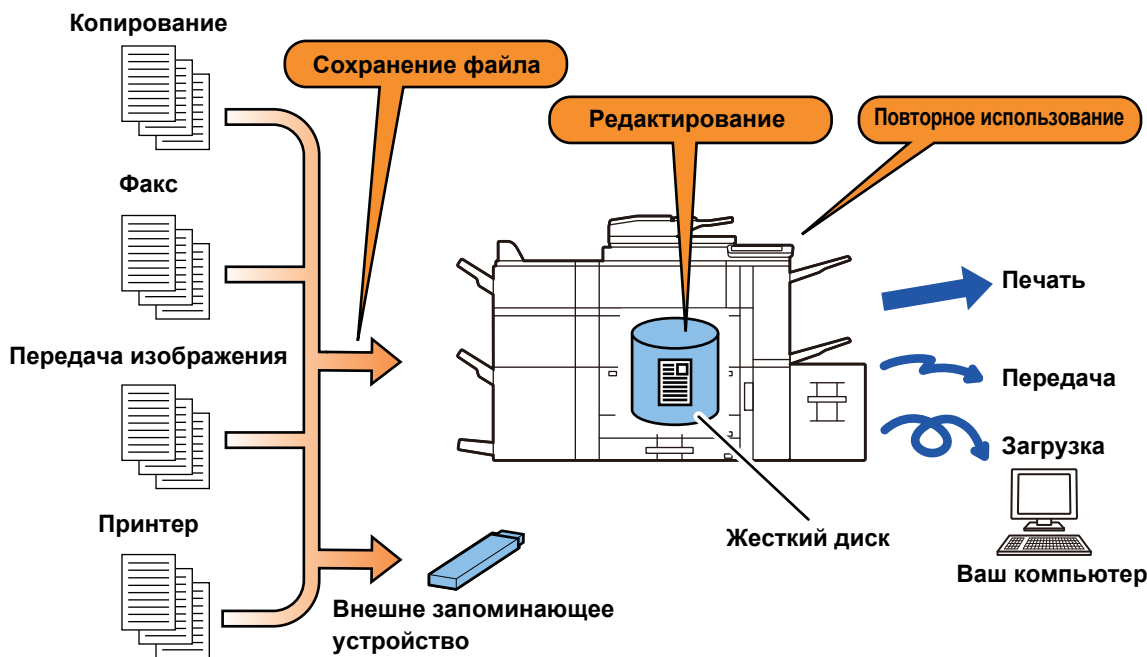 Копирование
Сохранение файла
Редактирование
Повторное использование
Факс
Печать
Передача изображения
Передача
Загрузка
Принтер
Жесткий диск
Ваш компьютер
Внешне запоминающее
устройство